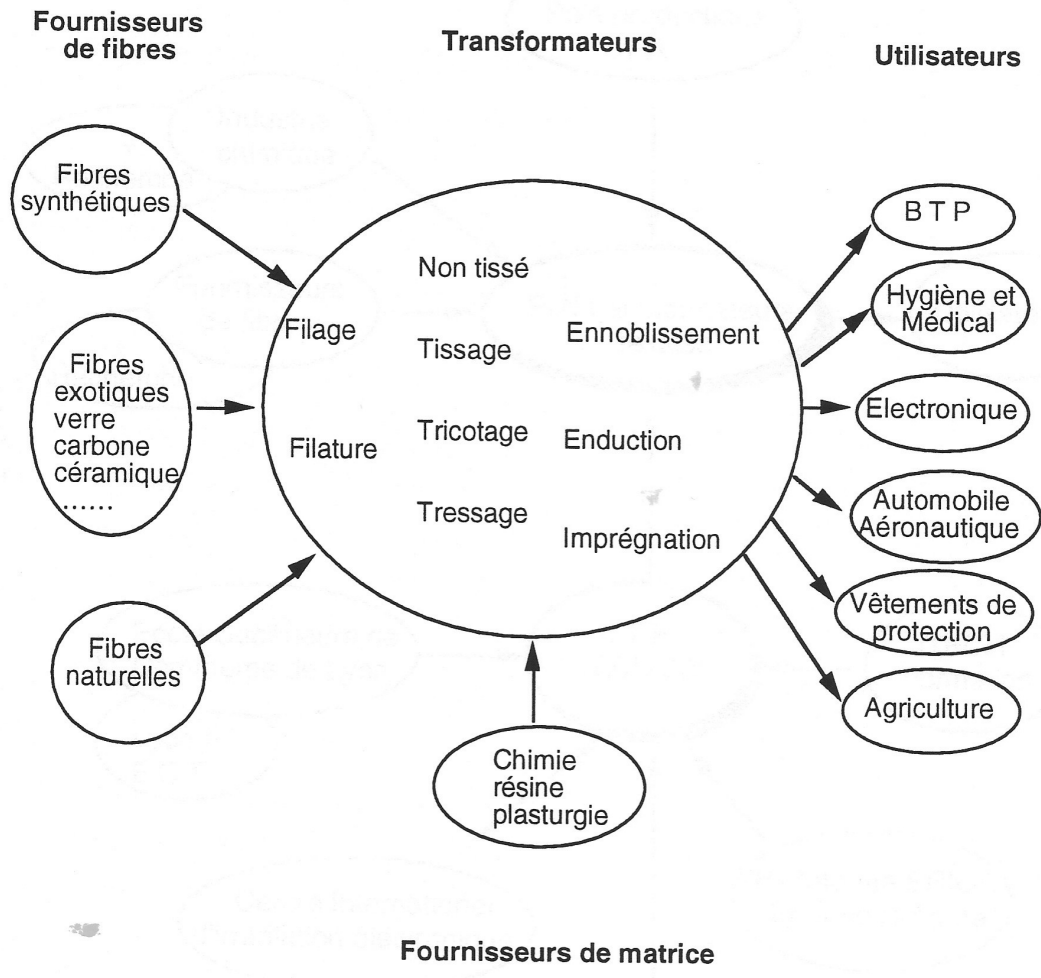 Fournisseurs
de fibres
Transformateurs
Utilisateurs
Fibres
synthétiques
Fibres
exotiques
verre
carbone
céramique
......
Fibres
naturelles
Filage
Filature
Non tissé
Tissage
Tricotage
Tressage
Ennoblissement
Enduction
Imprégnation
B T P
Hygiène et
Médical
Electronique
Automobile
Aéronautique
Vêtements de
protection
Agriculture
Chimie
résine
plasturgie
Fournisseurs de matrice